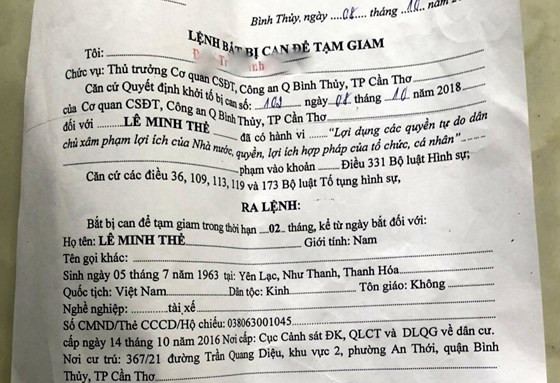 Bình Thủy, ngày ....08.... tháng ..10.. năm
LỆNH BẮT BỊ CAN ĐỂ TẠM GIAM
Tôi:
Chức vụ: Thủ trưởng Cơ quan CSĐT, Công an Q Bình Thủy, TP Cần Thơ
Căn cứ Quyết định khởi tố bị can số: 109 ngày 08 tháng 10 năm 2018
của Cơ quan CSĐT, Công an Q Bình Thủy, TP Cần Thơ
đối với LÊ MINH THỂ đã có hành vi "Lợi dụng các quyền tự do dân
chủ xâm phạm lợi ích của Nhà nước, quyền, lợi ích hợp pháp của tổ chức, cá nhân"
phạm vào khoản Điều 331 Bộ luật Hình sự;
Căn cứ các điều 36, 109, 113, 119 và 173 Bộ luật Tố tụng hình sự,
RA LỆNH:
Bắt bị can để tạm giam trong thời hạn ...02... tháng, kể từ ngày bắt đối với:
Họ tên: LÊ MINH THỂ Giới tính: Nam
Tên gọi khác:
Sinh ngày 05 tháng 7 năm 1963 tại: Yên Lạc, Như Thanh, Thanh Hóa
Quốc tịch: Việt Nam Dân tộc: Kinh Tôn giáo: Không
Nghề nghiệp: tài xế
Số CMND/Thẻ CCCD/Hộ chiếu: 038063001045
cấp ngày 14 tháng 10 năm 2016 Nơi cấp: Cục Cảnh sát ĐK, QLCT và DLQG về dân cư.
Nơi cư trú: 367/21 đường Trần Quang Diệu, khu vực 2, phường An Thới, quận Bình
Thủy, TP Cần Thơ